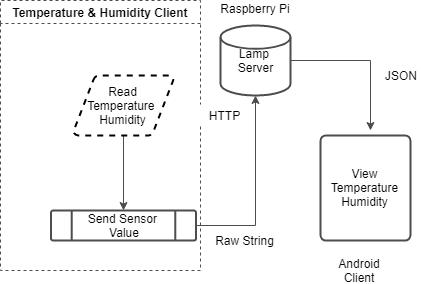 Temperature & Humidity Client
Raspberry Pi
Lamp
Server
JSON
Read
Temperature
Humidity
HTTP
View
Temperature
Humidity
Send Sensor
Value
Raw String
Android
Client